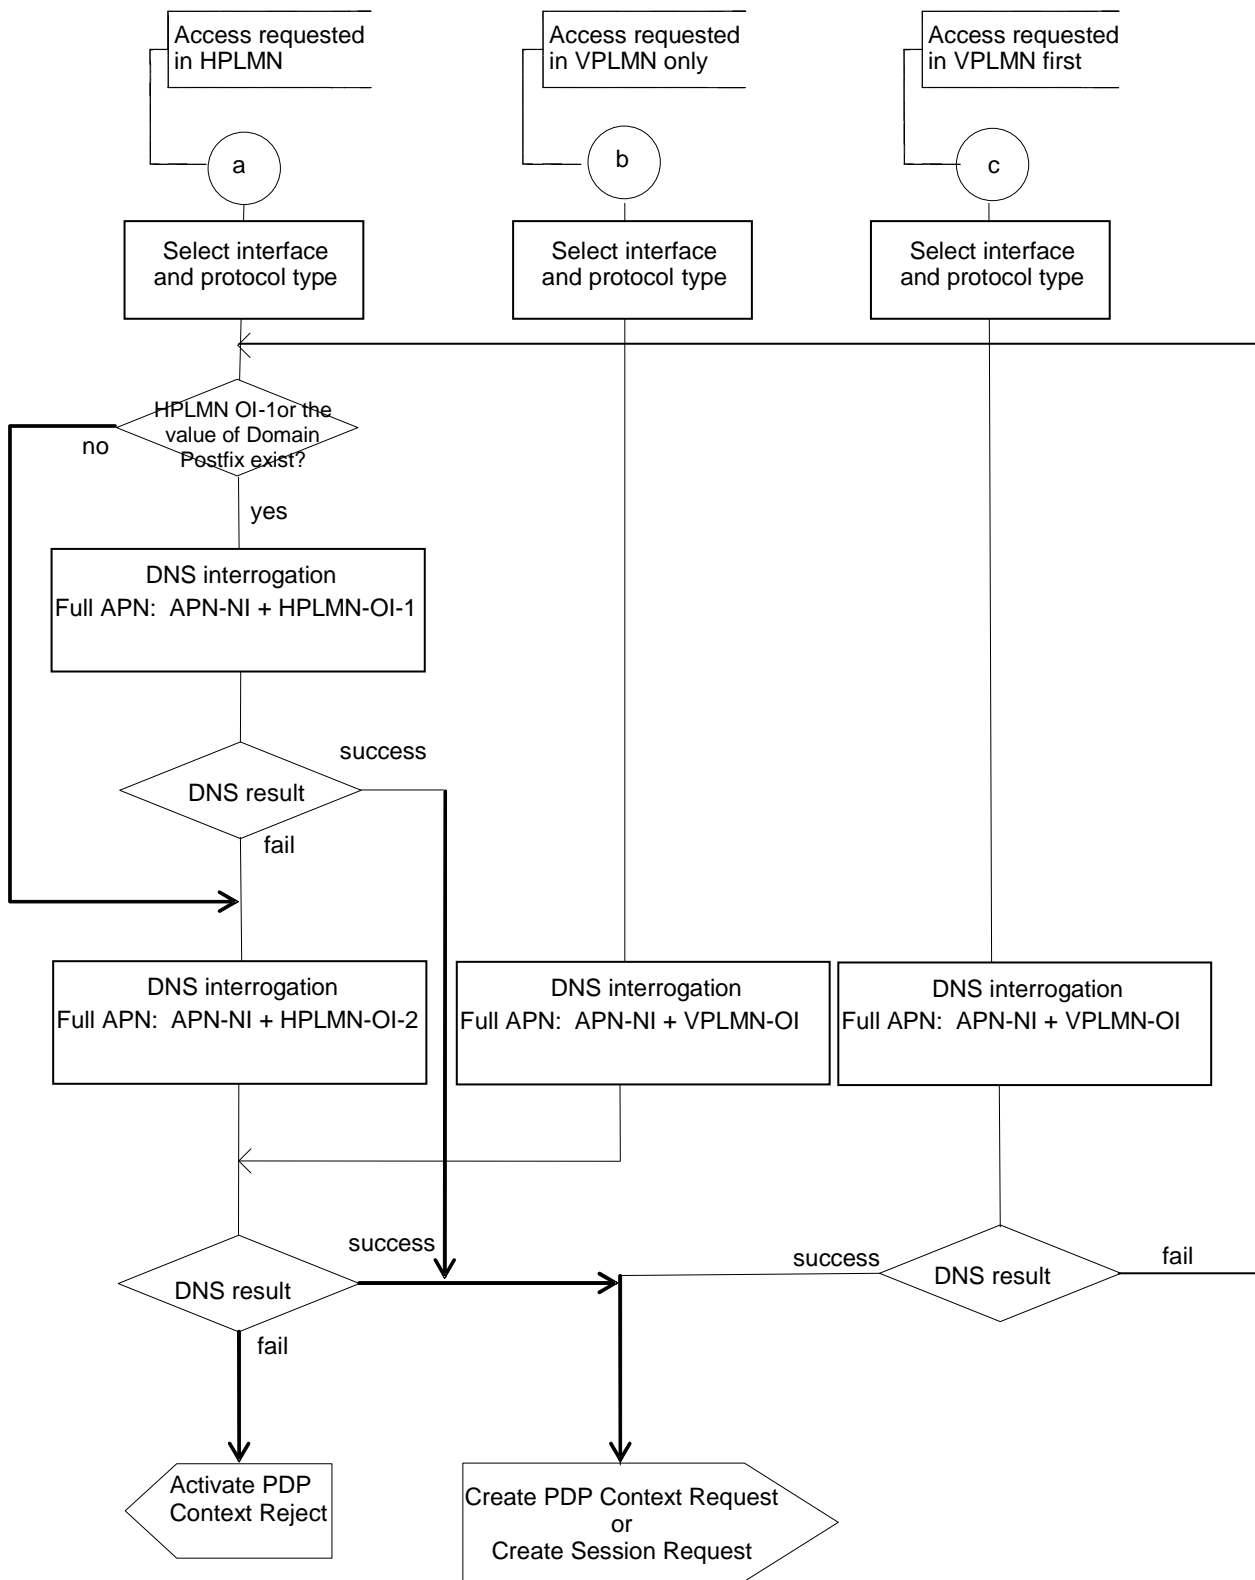 Access requested
in HPLMN
Access requested
in VPLMN only
Access requested
in VPLMN first
a
b
c
Select interface
and protocol type
Select interface
and protocol type
Select interface
and protocol type
HPLMN OI-1or the
value of Domain
Postfix exist?
no
yes
DNS interrogation
Full APN: APN-NI + HPLMN-OI-1
success
DNS result
fail
DNS interrogation
Full APN: APN-NI + HPLMN-OI-2
DNS interrogation
Full APN: APN-NI + VPLMN-OI
DNS interrogation
Full APN: APN-NI + VPLMN-OI
success
DNS result
fail
success
DNS result
fail
Activate PDP
Context Reject
Create PDP Context Request
or
Create Session Request